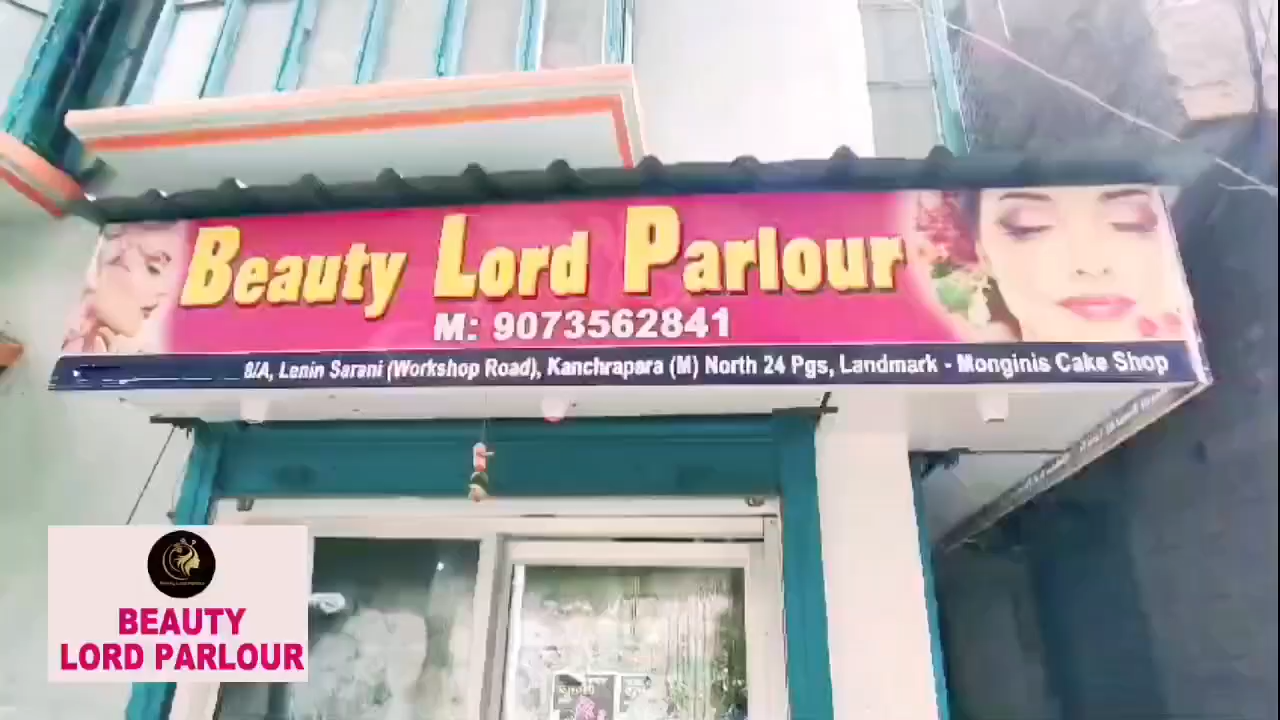 Beauty Lord Parlour
M: 9073562841
8/A, Lenin Sarani (Workshop Road), Kanchrapara (M) North 24 Pgs, Landmark - Monginis Cake Shop
BEAUTY
LORD PARLOUR